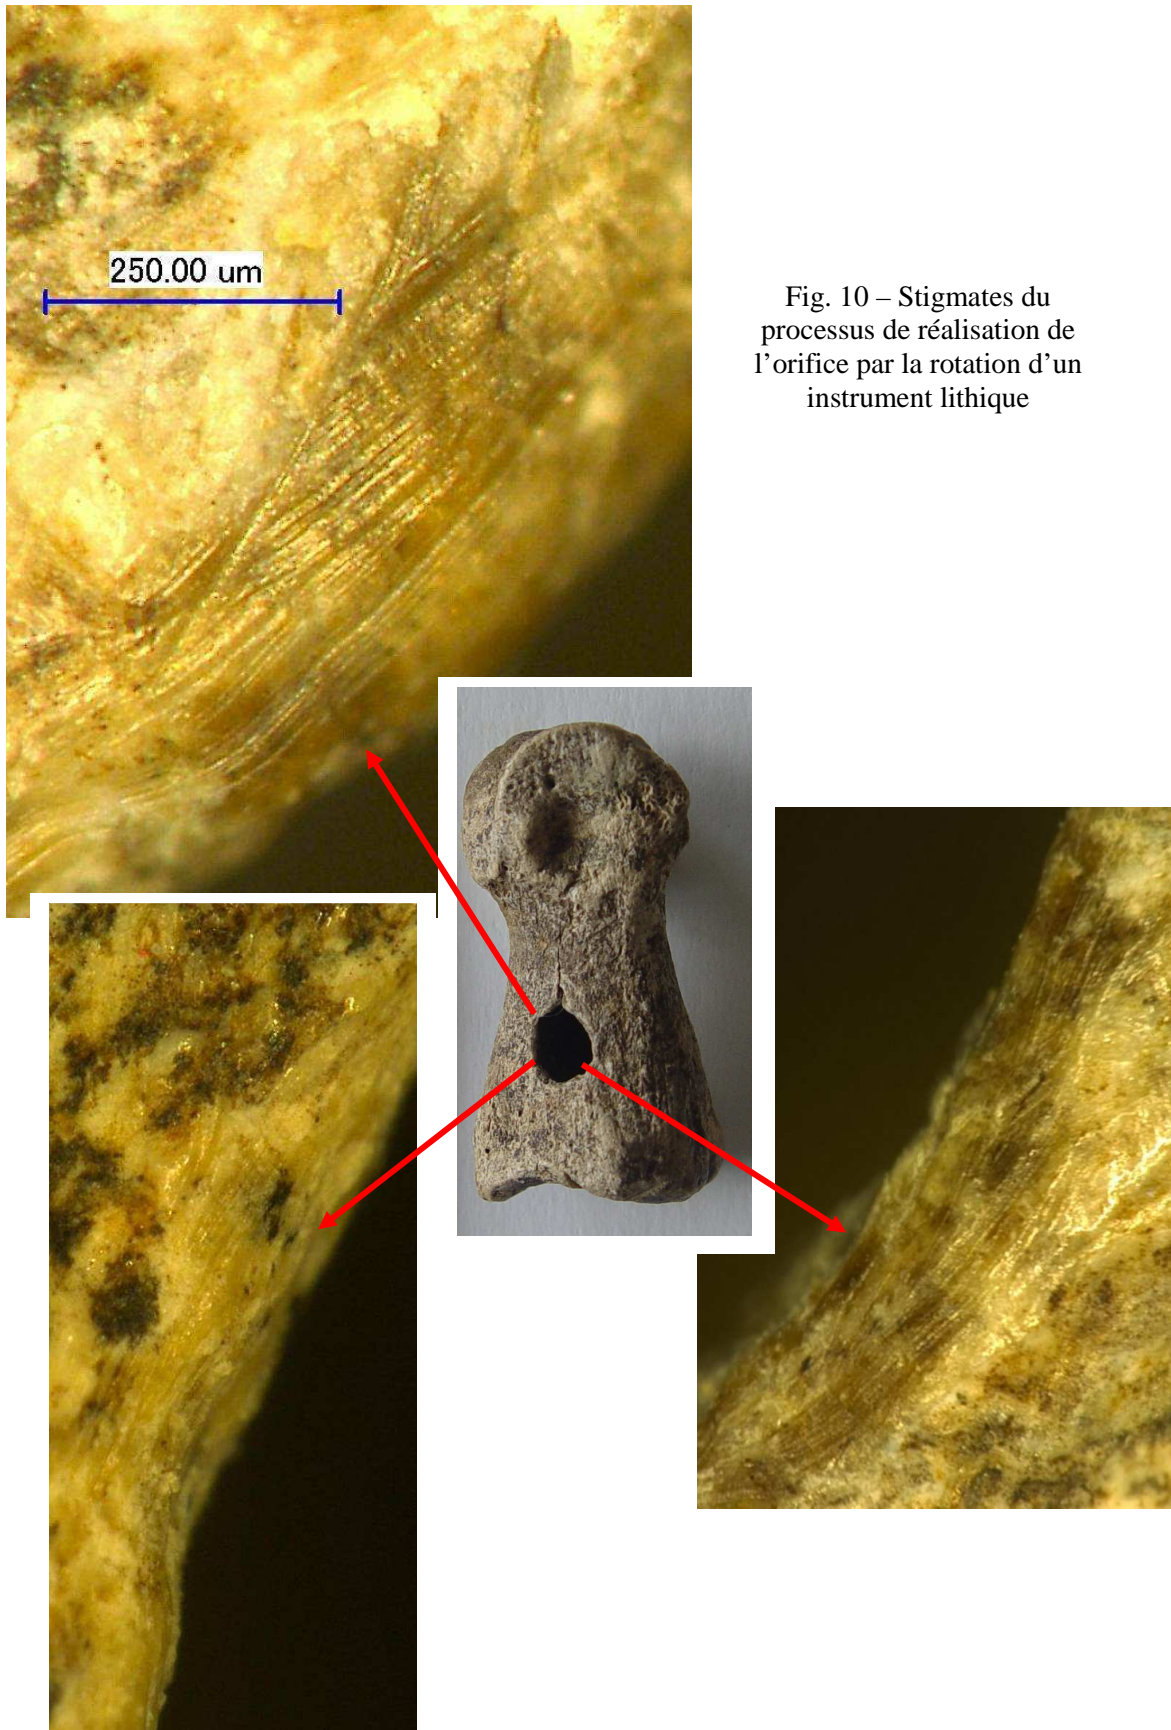 250.00 um
Fig. 10 – Stigmates du
processus de réalisation de
l’orifice par la rotation d’un
instrument lithique